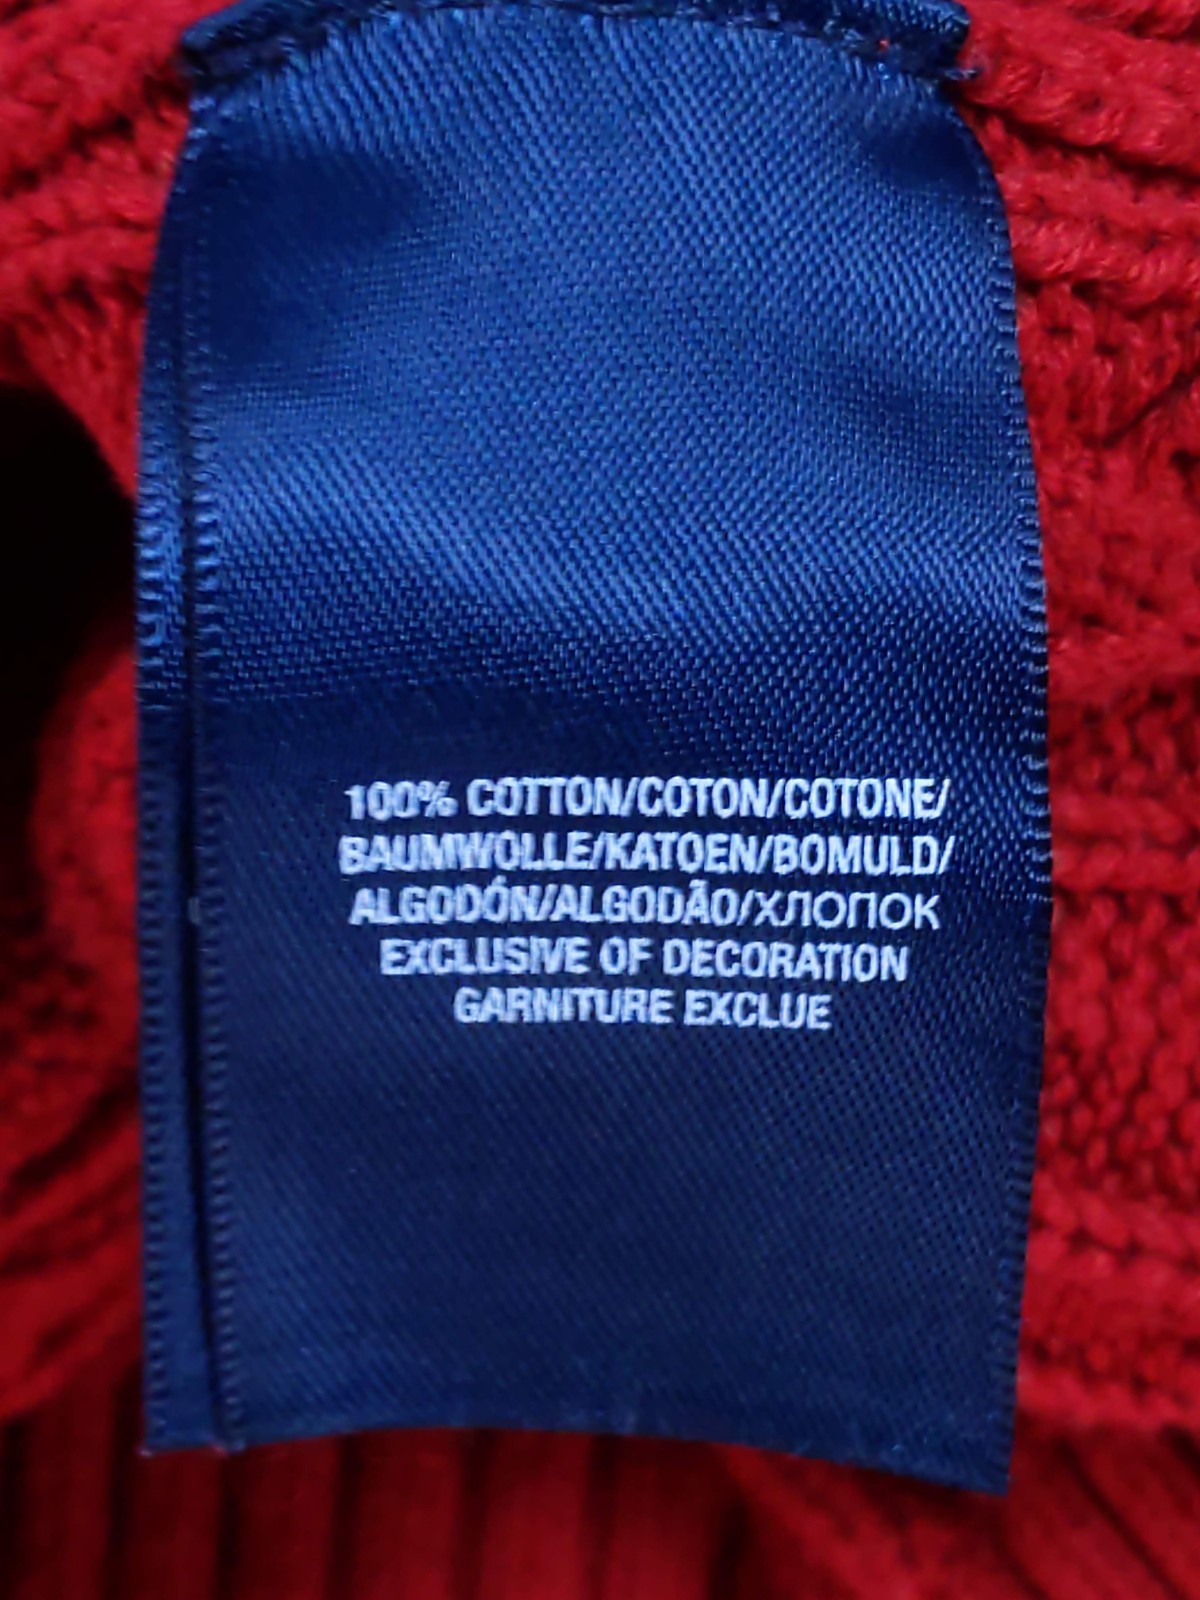 100% COTTON/COTON/COTONE/
BAUMWOLLE/KATOEN/BOMULD/
ALGODÓN/ALGODÃO/ХЛОПОК
EXCLUSIVE OF DECORATION
GARNITURE EXCLUE